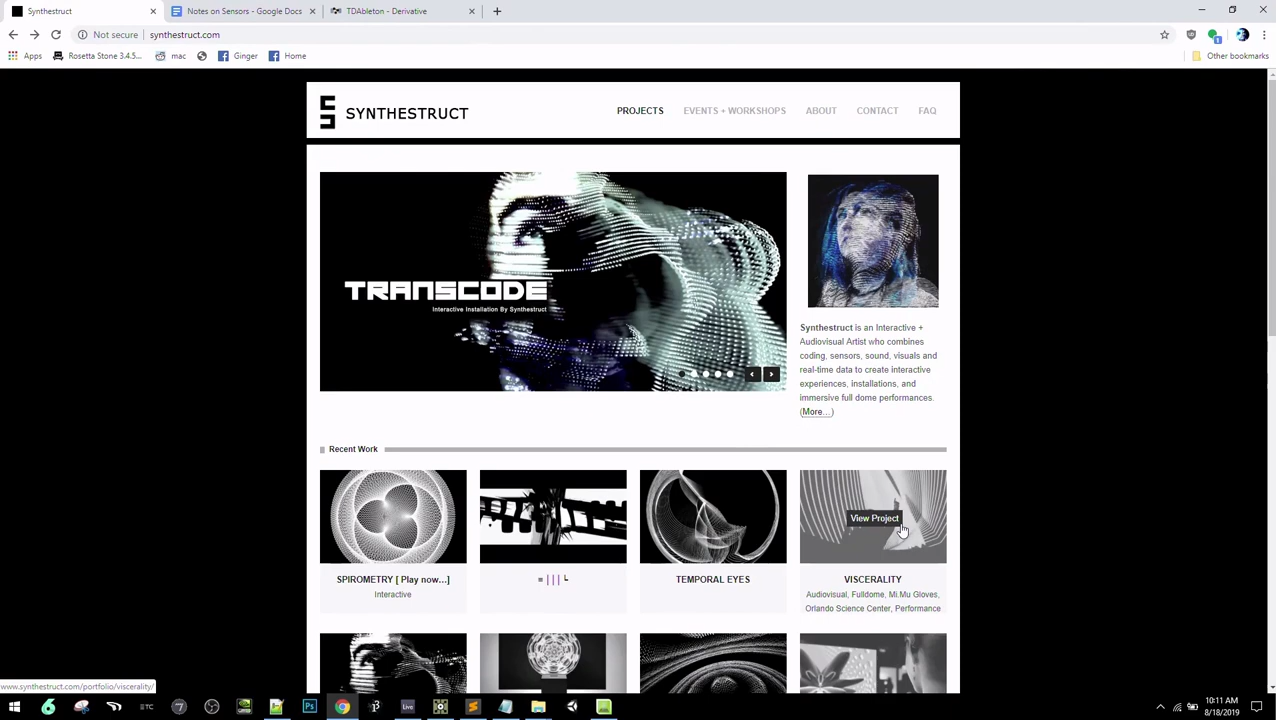 Synthestruct
Notes on Sensors - Google Docs
TDAbleton - Derivative
Not secure
synthestruct.com
Apps
Rosetta Stone 3.4.5...
mac
Ginger
Home
Other bookmarks
SYNTHESTRUCT
PROJECTS
EVENTS + WORKSHOPS
ABOUT
CONTACT
FAQ
TRANSCODE
Interactive Installation By Synthestruct
Synthestruct is an Interactive +
Audiovisual Artist who combines
coding, sensors, sound, visuals and
real-time data to create interactive
experiences, installations, and
immersive full dome performances.
(More...)
Recent Work
View Project
SPIROMETRY [ Play now...]
TEMPORAL EYES
VISCERALITY
Interactive
Audiovisual, Fulldome, Mi.Mu Gloves,
Orlando Science Center, Performance
www.synthestruct.com/portfolio/viscerality/
Ps
Live
10:11 AM
8/18/2019